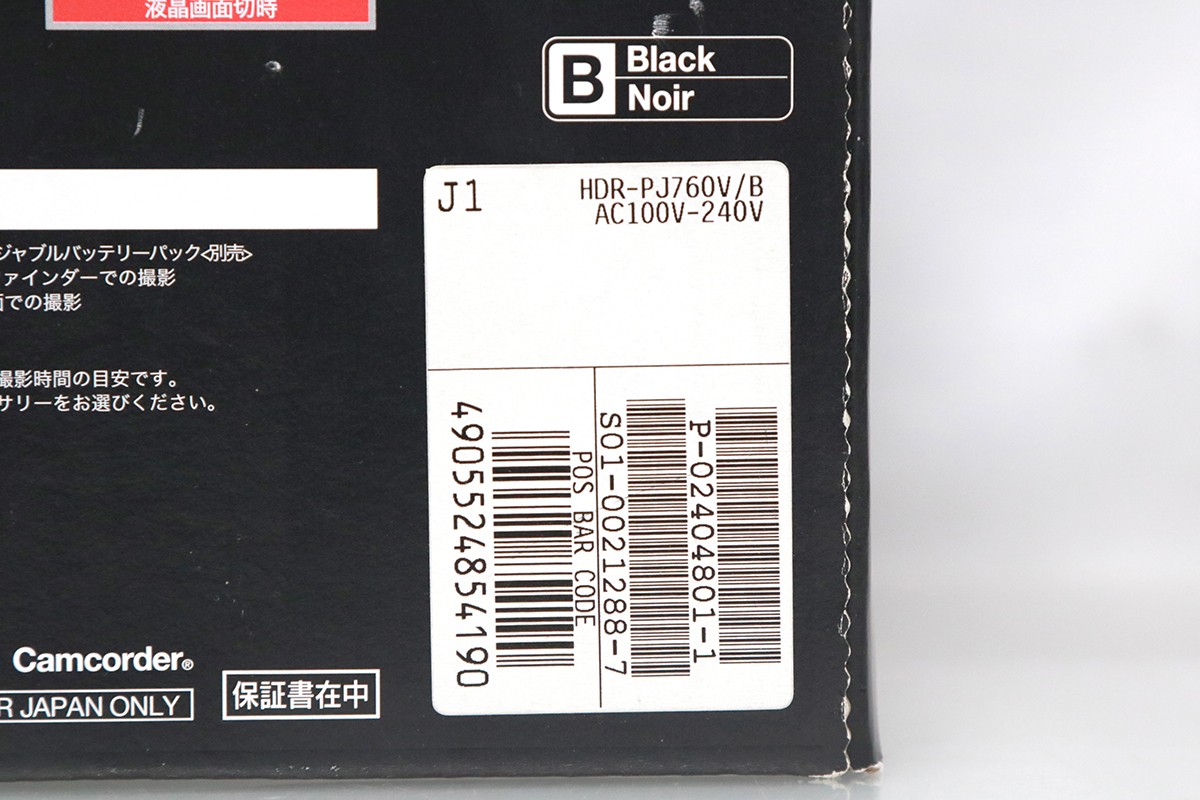 液晶画面切時
B
Black
Noir
J1
HDR-PJ760V/B
AC100V-240V
ジャブルバッテリーパック<別売>
ァインダーでの撮影
面での撮影
撮影時間の目安です。
サリーをお選びください。
4905524854190
POS BAR CODE
S01-0021288-7
P-02404801-1
Camcorder®
R JAPAN ONLY
保証書在中